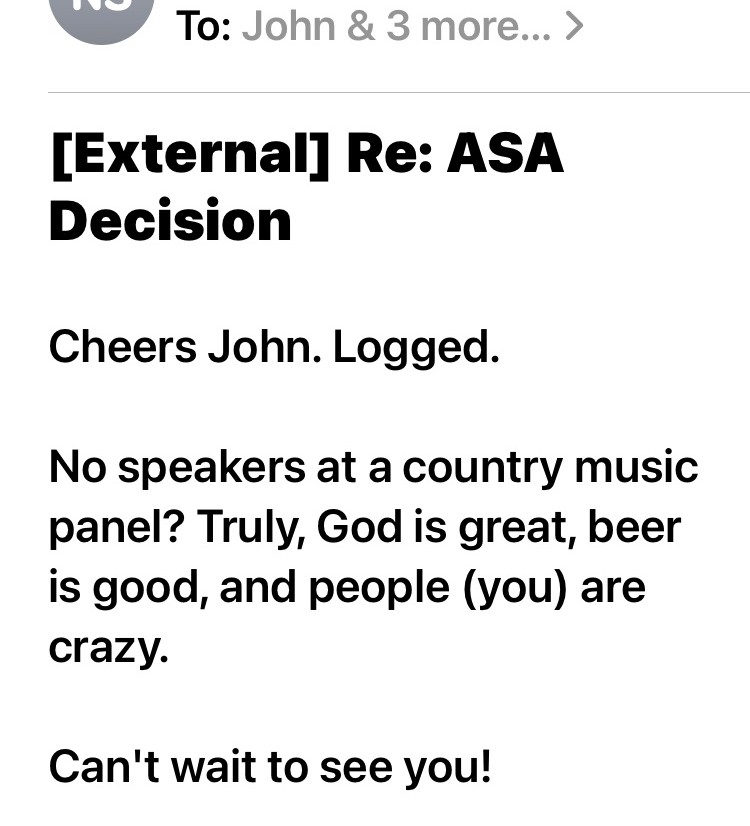 NS
To: John & 3 more... >
[External] Re: ASA
Decision
Cheers John. Logged.
No speakers at a country music
panel? Truly, God is great, beer
is good, and people (you) are
crazy.
Can't wait to see you!